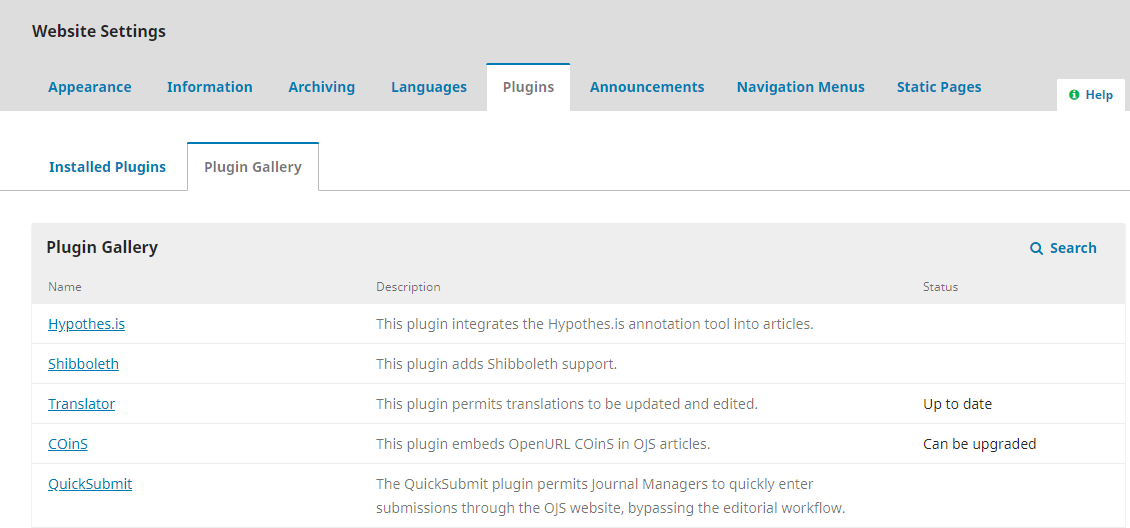 Website Settings
Appearance Information Archiving Languages Plugins Announcements Navigation Menus Static Pages
Help
Installed Plugins Plugin Gallery
Plugin Gallery Search
Name Description Status
Hypothes.is This plugin integrates the Hypothes.is annotation tool into articles.
Shibboleth This plugin adds Shibboleth support.
Translator This plugin permits translations to be updated and edited. Up to date
COinS This plugin embeds OpenURL COinS in OJS articles. Can be upgraded
QuickSubmit The QuickSubmit plugin permits Journal Managers to quickly enter
submissions through the OJS website, bypassing the editorial workflow.